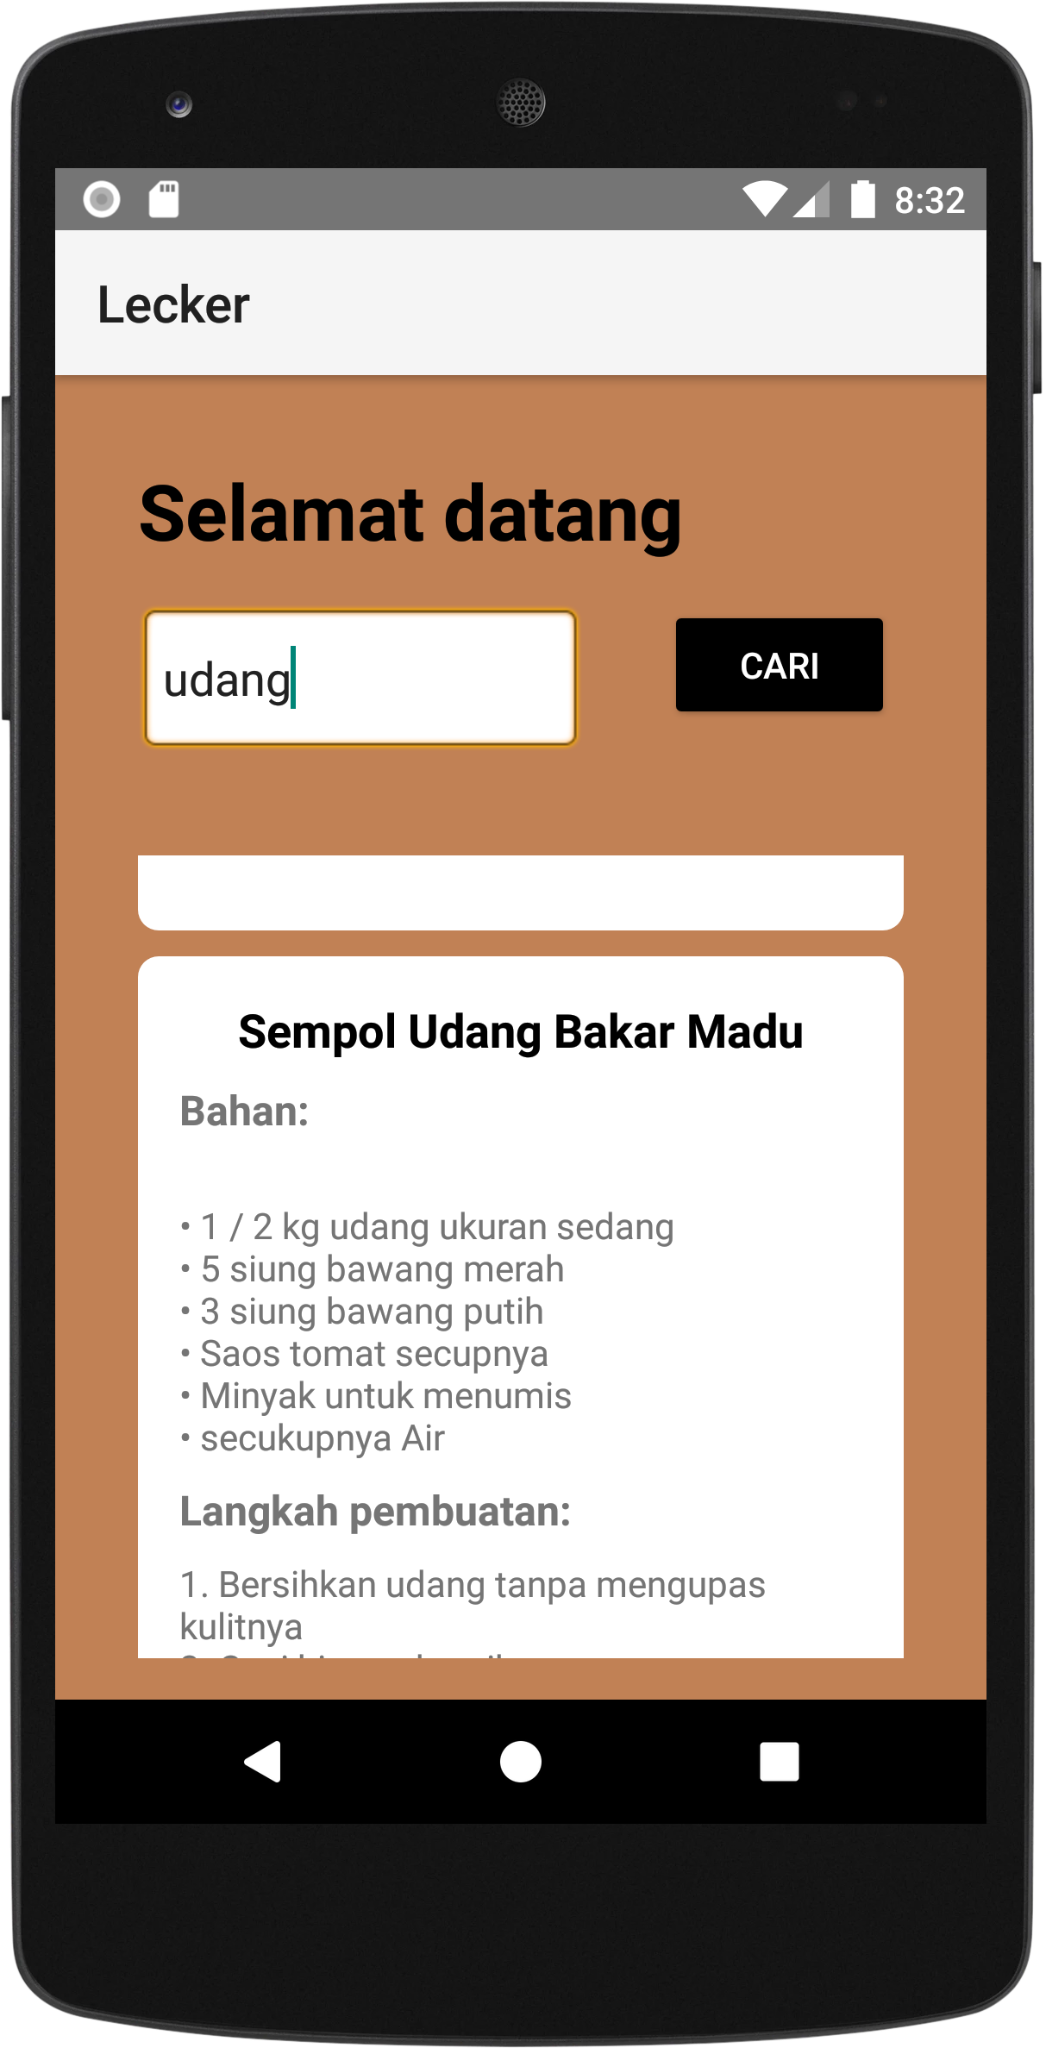 8:32
Lecker
Selamat datang
udang
CARI
Sempol Udang Bakar Madu
Bahan:
• 1 / 2 kg udang ukuran sedang
• 5 siung bawang merah
• 3 siung bawang putih
• Saos tomat secupnya
• Minyak untuk menumis
• secukupnya Air
Langkah pembuatan:
1. Bersihkan udang tanpa mengupas
kulitnya